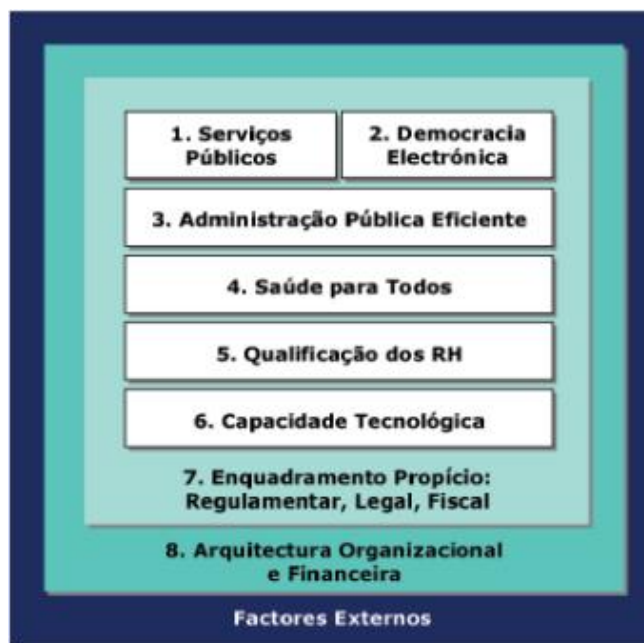 1. Serviços
Públicos
2. Democracia
Electrónica
3. Administração Pública Eficiente
4. Saúde para Todos
5. Qualificação dos RH
6. Capacidade Tecnológica
7. Enquadramento Propício:
Regulamentar, Legal, Fiscal
8. Arquitectura Organizacional
e Financeira
Factores Externos